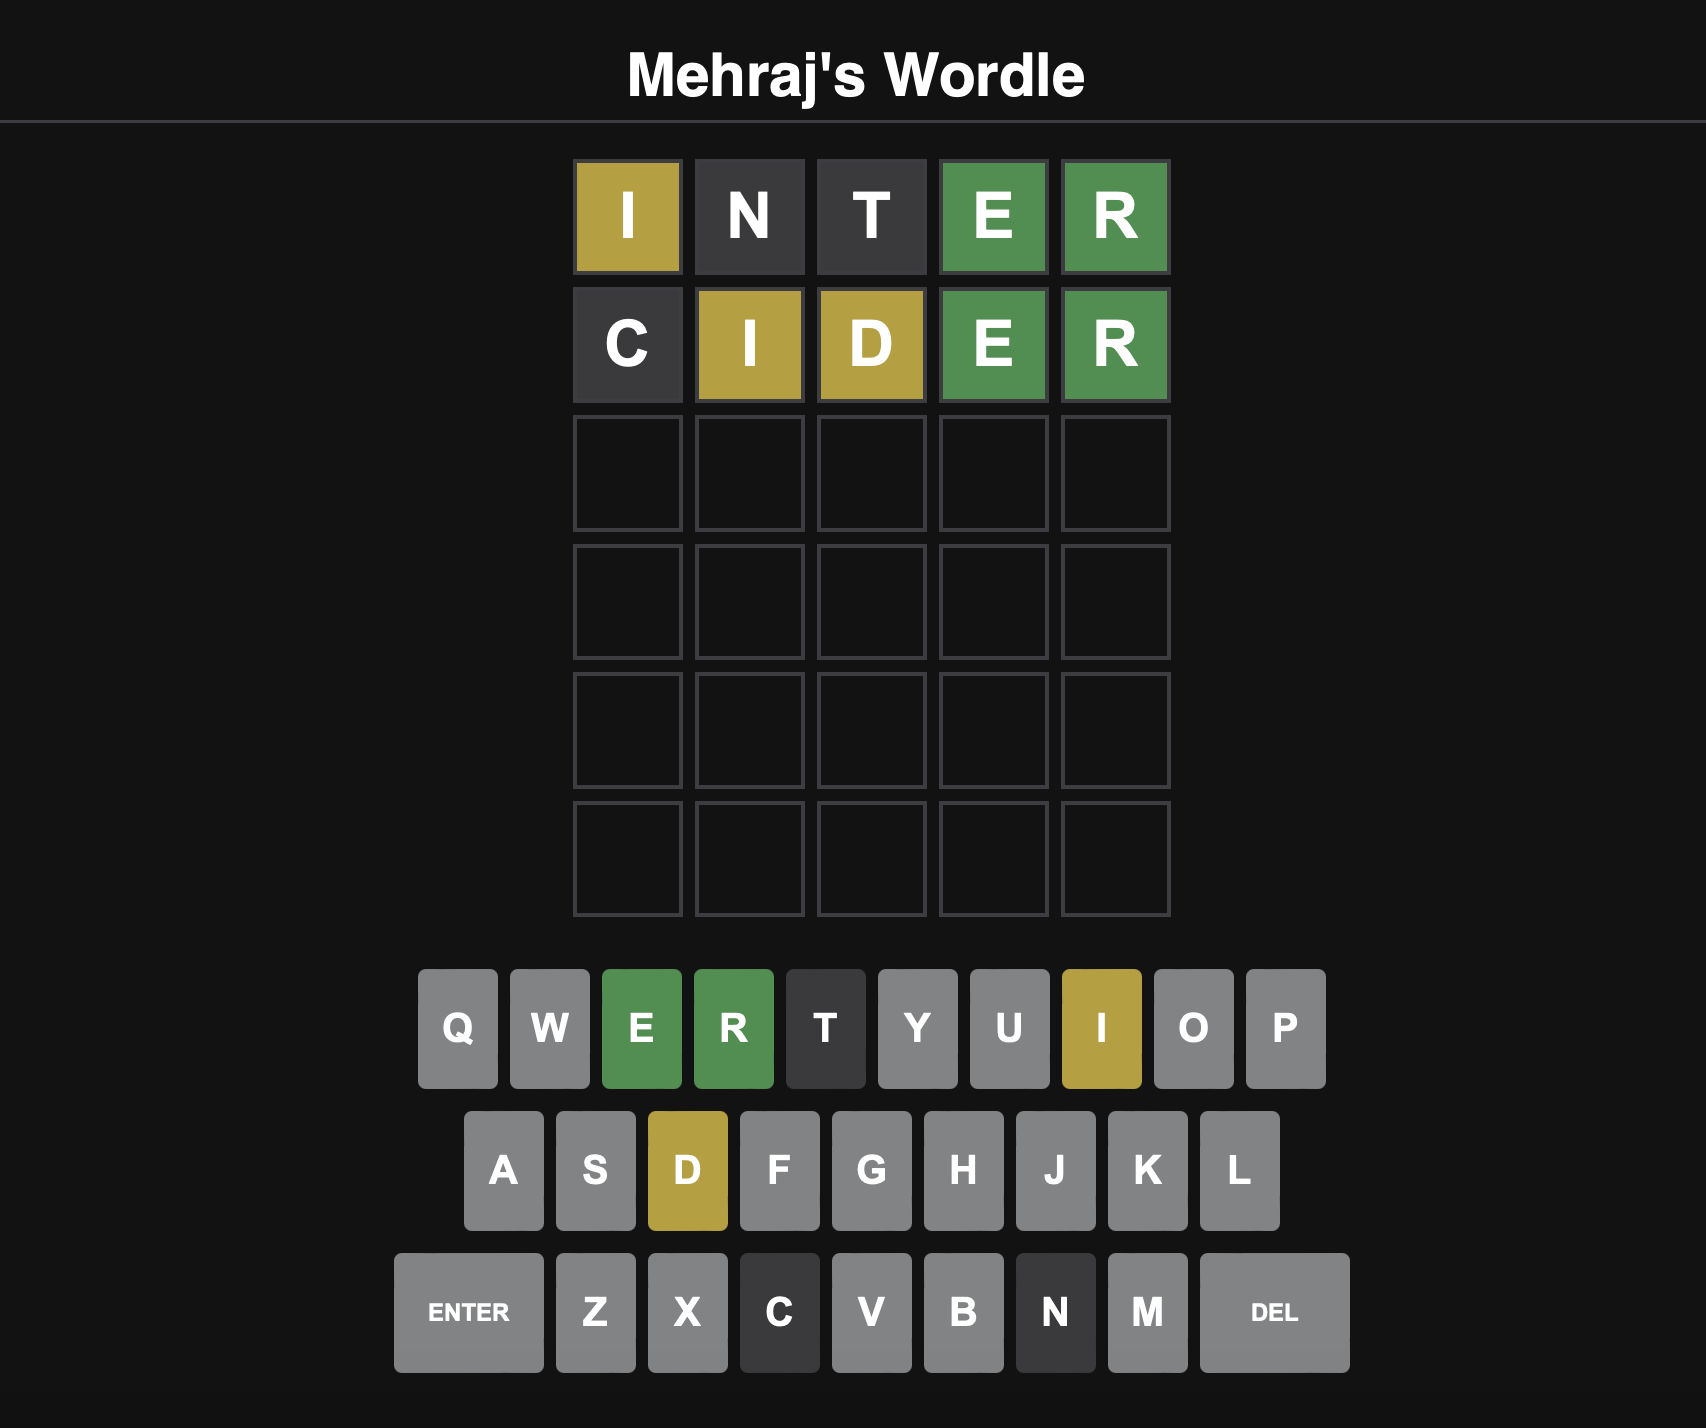 Mehraj's Wordle
I N T E R
C I D E R
Q W E R T Y U I O P
A S D F G H J K L
ENTER Z X C V B N M DEL